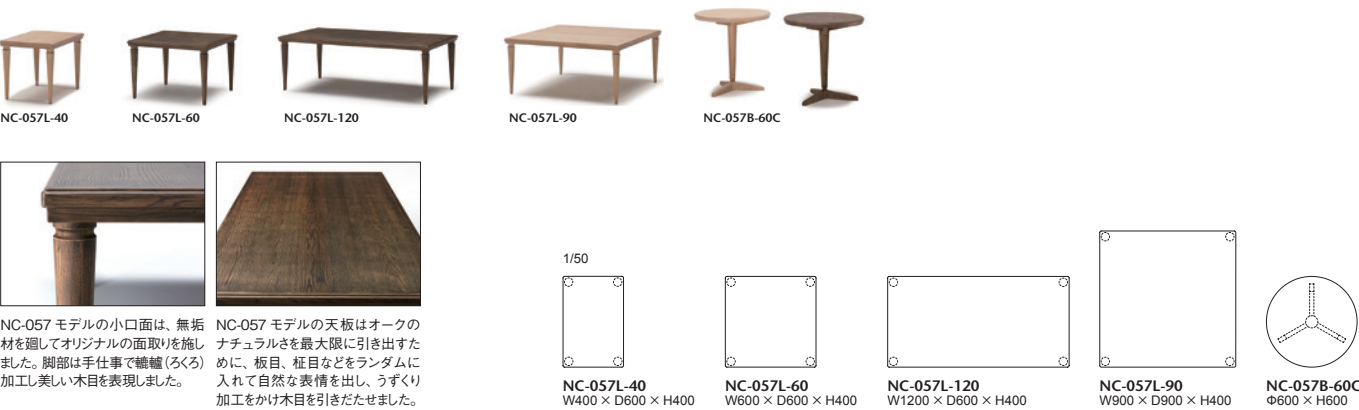 NC-057L-40
NC-057L-60
NC-057L-120
NC-057L-90
NC-057B-60C
NC-057 モデルの小口面は、無垢
材を廻してオリジナルの面取りを施し
ました。脚部は手仕事で轆轤（ろくろ）
加工し美しい木目を表現しました。
NC-057 モデルの天板はオークの
ナチュラルさを最大限に引き出すた
めに、板目、柾目などをランダムに
入れて自然な表情を出し、うずくり
加工をかけ木目を引きだたせました。
1/50
NC-057L-40
W400 × D600 × H400
NC-057L-60
W600 × D600 × H400
NC-057L-120
W1200 × D600 × H400
NC-057L-90
W900 × D900 × H400
NC-057B-60C
Φ600 × H600